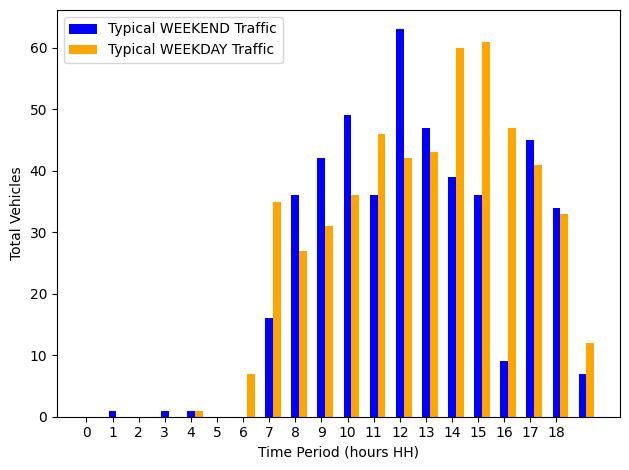 Typical WEEKEND Traffic
Typical WEEKDAY Traffic
60
50
40
30
20
10
0
Total Vehicles
0 1 2 3 4 5 6 7 8 9 10 11 12 13 14 15 16 17 18
Time Period (hours HH)